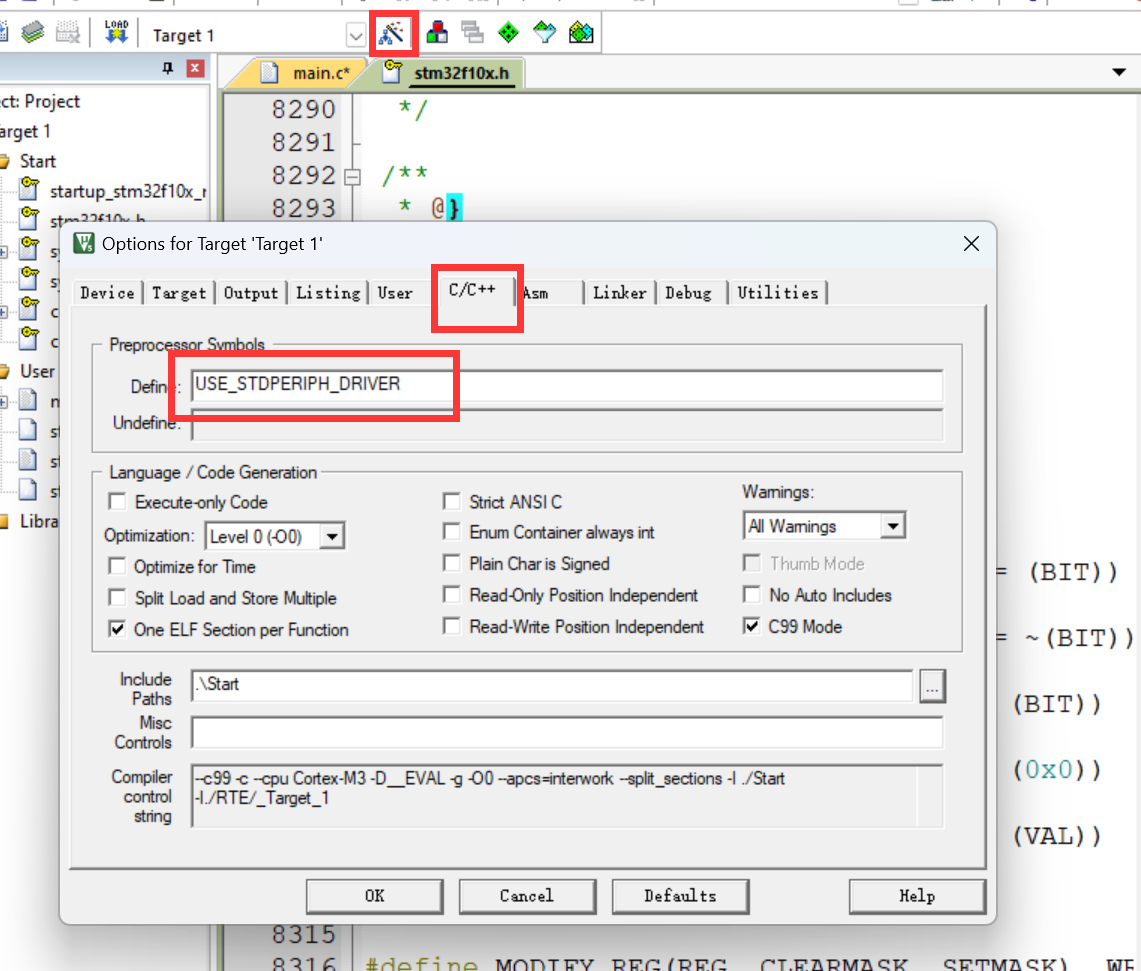 LOAD
Target 1
main.c*
stm32f10x.h
ct: Project
arget 1
Start
startup_stm32f10x_
stm32f10x.h
User
Libra
8290 */
8291
8292 /**
8293 * @}
Options for Target 'Target 1'
Device Target Output Listing User C/C++ Asm Linker Debug Utilities
Preprocessor Symbols
Define: USE_STDPERIPH_DRIVER
Undefine:
Language / Code Generation
Execute-only Code
Strict ANSI C
Warnings:
Optimization: Level 0 (-O0)
Enum Container always int
All Warnings
Optimize for Time
Plain Char is Signed
Thumb Mode
Split Load and Store Multiple
Read-Only Position Independent
No Auto Includes
One ELF Section per Function
Read-Write Position Independent
C99 Mode
Include Paths
.\Start
...
Misc Controls
Compiler control string
--c99 -c --cpu Cortex-M3 -D__EVAL -g -O0 --apcs=interwork --split_sections -I ./Start
-I./RTE/_Target_1
OK Cancel Defaults Help
= (BIT))
= ~(BIT))
(BIT))
(0x0))
(VAL))
8315
8316 #define MODIFY_REG(REG, CLEARMASK, SETMASK)